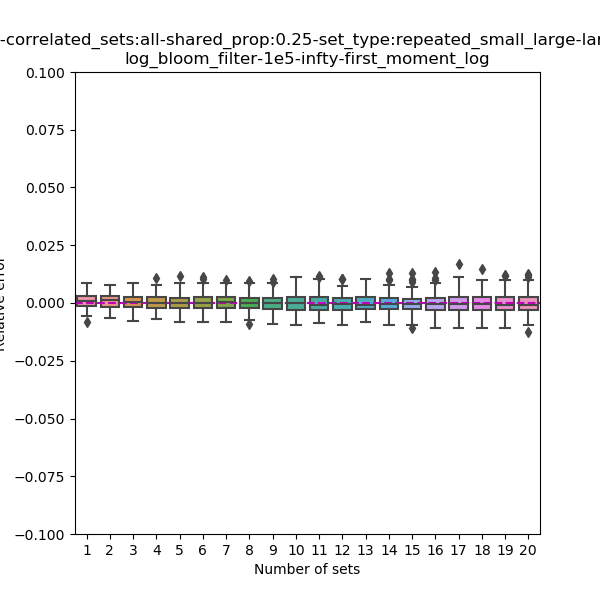 -correlated_sets:all-shared_prop:0.25-set_type:repeated_small_large-lar
log_bloom_filter-1e5-infty-first_moment_log
0.100
0.075
0.050
0.025
0.000
−0.025
−0.050
−0.075
−0.100
Relative error
1 2 3 4 5 6 7 8 9 10 11 12 13 14 15 16 17 18 19 20
Number of sets